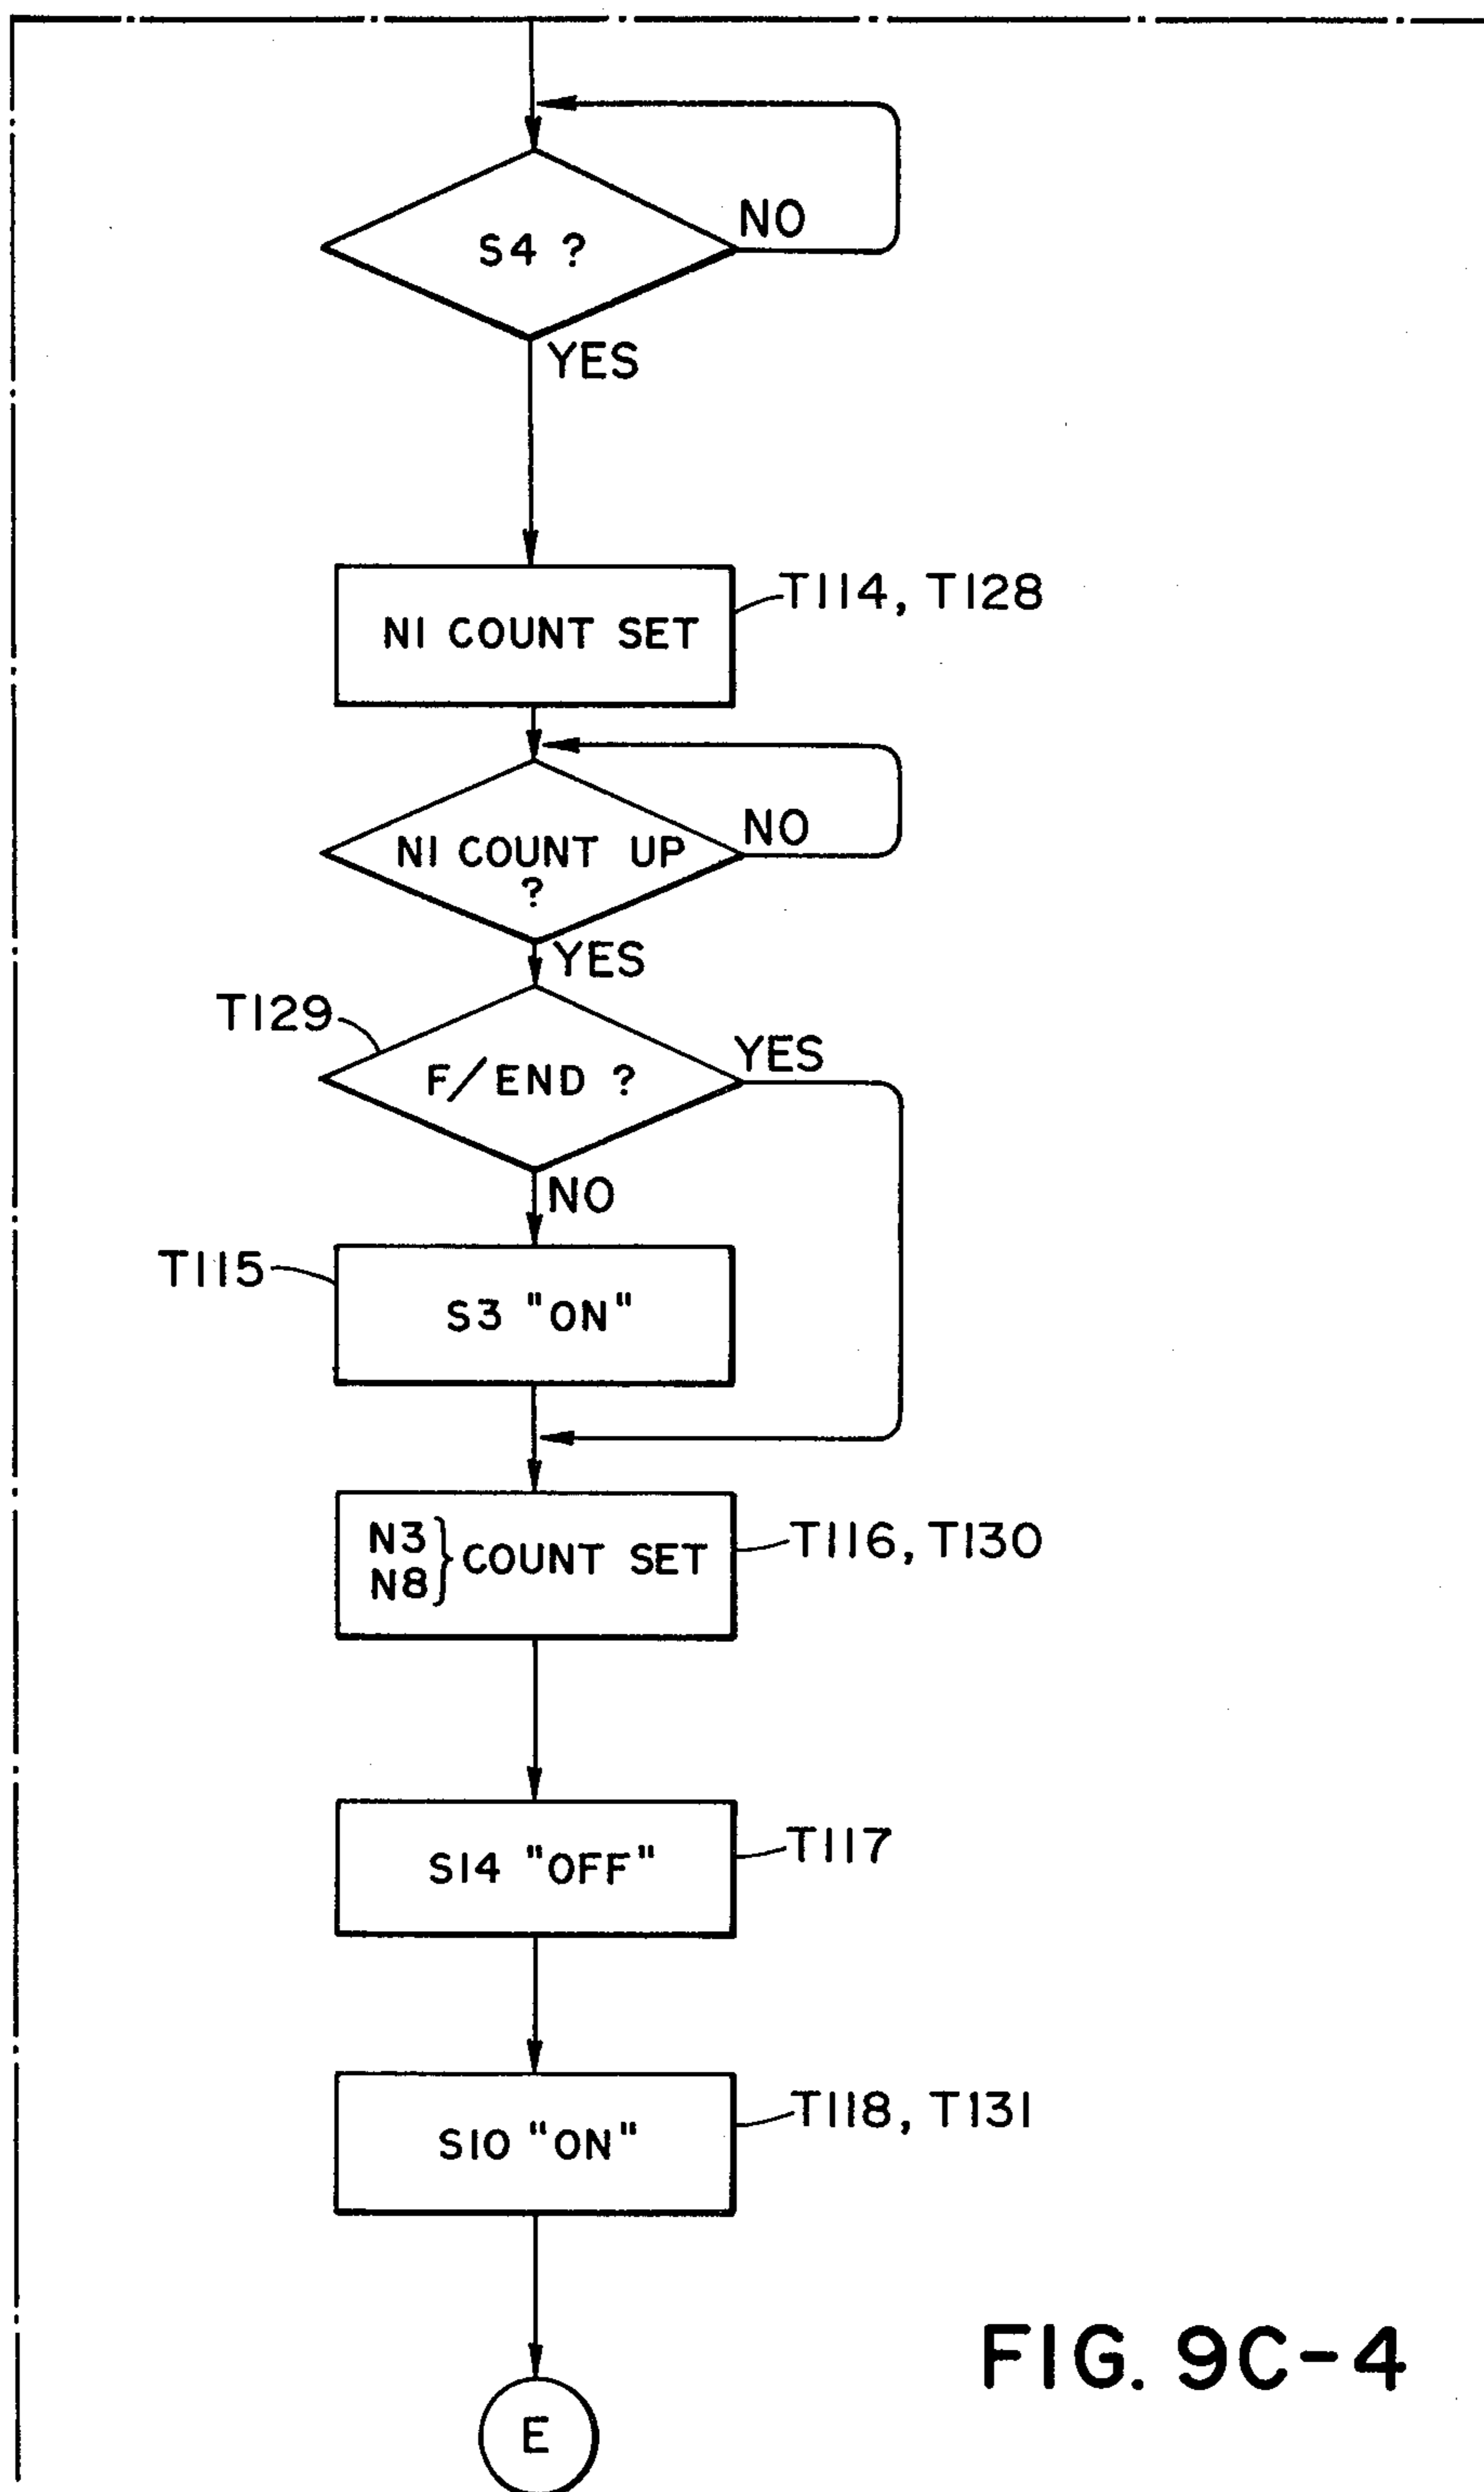 NO
S4 ?
YES
T114, T128
N1 COUNT SET
NO
N1 COUNT UP
?
YES
T129
YES
F/END ?
NO
T115
S3 "ON"
N3
N8
} COUNT SET
T116, T130
S14 "OFF"
T117
S10 "ON"
T118, T131
E
FIG. 9C-4